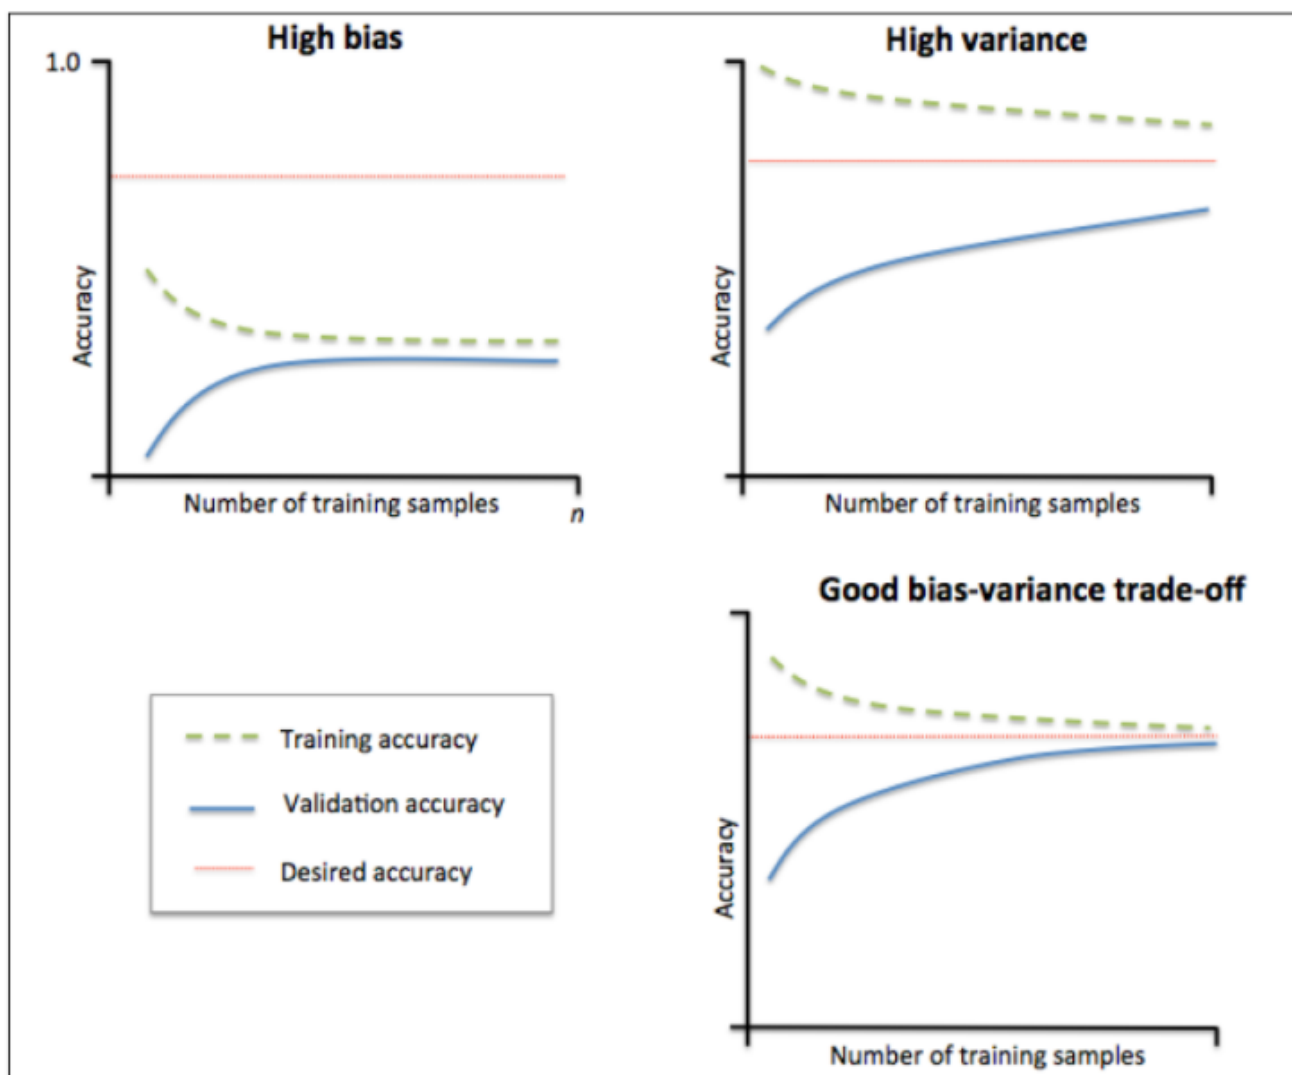 High bias
1.0
Accuracy
Number of training samples
n
High variance
Accuracy
Number of training samples
Training accuracy
Validation accuracy
Desired accuracy
Good bias-variance trade-off
Accuracy
Number of training samples